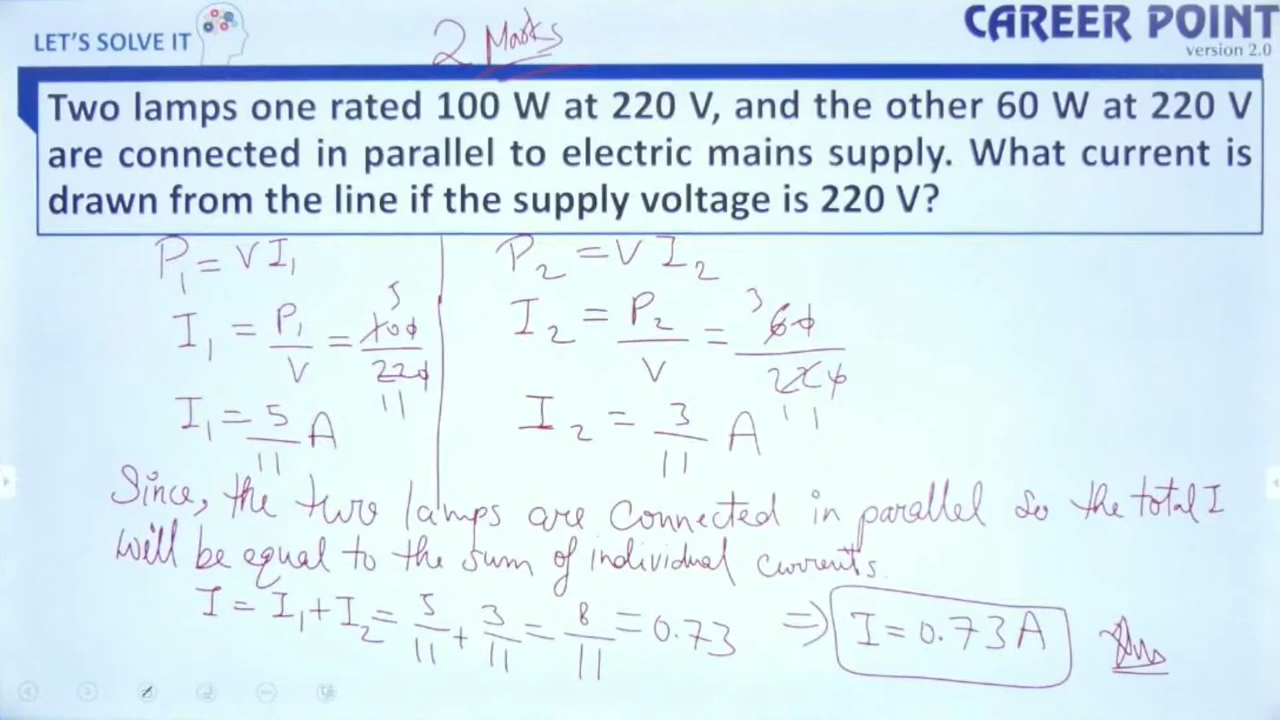 LET'S SOLVE IT
2 Marks
CAREER POINT
version 2.0
Two lamps one rated 100 W at 220 V, and the other 60 W at 220 V
are connected in parallel to electric mains supply. What current is
drawn from the line if the supply voltage is 220 V?
P₁ = VI₁
I₁ = P₁/V = 100/220
5
11
I₁ = 5/11 A
P₂ = VI₂
I₂ = P₂/V = 60/220
3
11
I₂ = 3/11 A
Since, the two lamps are connected in parallel So the total I
will be equal to the sum of individual currents.
I = I₁ + I₂ = 5/11 + 3/11 = 8/11 = 0.73 ⇒ I = 0.73 A Ans